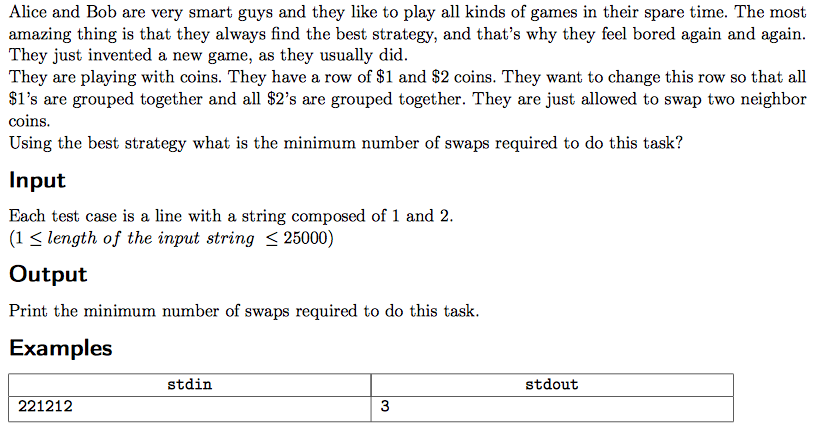 Alice and Bob are very smart guys and they like to play all kinds of games in their spare time. The most
amazing thing is that they always find the best strategy, and that's why they feel bored again and again.
They just invented a new game, as they usually did.
They are playing with coins. They have a row of $1 and $2 coins. They want to change this row so that all
$1's are grouped together and all $2's are grouped together. They are just allowed to swap two neighbor
coins.
Using the best strategy what is the minimum number of swaps required to do this task?
Input
Each test case is a line with a string composed of 1 and 2.
(1 ≤ length of the input string ≤ 25000)
Output
Print the minimum number of swaps required to do this task.
Examples
stdin stdout
221212 3